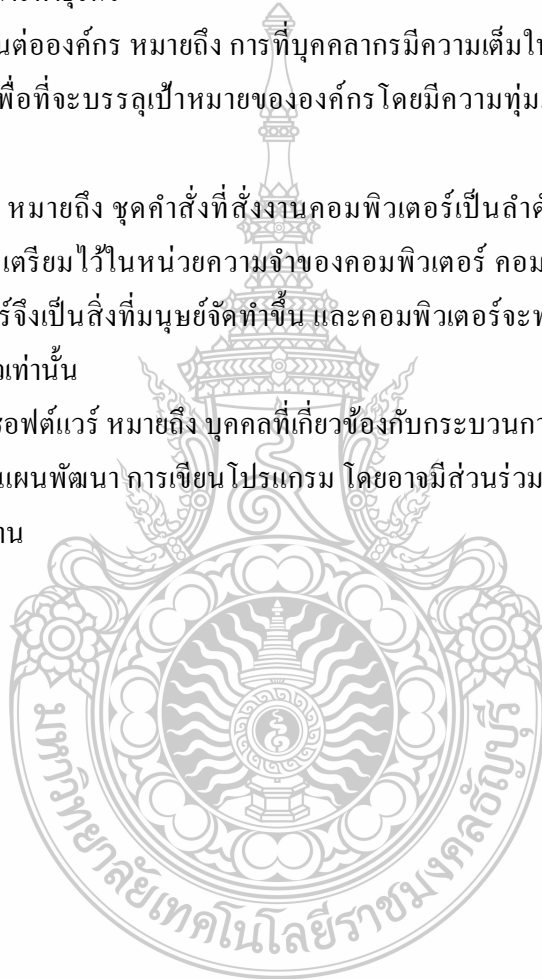 นต่อองค์กร หมายถึง การที่บุคคลากรมีความเต็มใ
พื่อที่จะบรรลุเป้าหมายขององค์กรโดยมีความทุ่ม
หมายถึง ชุดคำสั่งที่สั่งงานคอมพิวเตอร์เป็นลำดั
เตรียมไว้ในหน่วยความจำของคอมพิวเตอร์ คอม
ร์จึงเป็นสิ่งที่มนุษย์จัดทำขึ้น และคอมพิวเตอร์จะท
วเท่านั้น
ซอฟต์แวร์ หมายถึง บุคคลที่เกี่ยวข้องกับกระบวนกา
แผนพัฒนา การเขียนโปรแกรม โดยอาจมีส่วนร่วม
าน
มหาวิทยาลัยเทคโนโลยีราชมงคลธัญบุรี